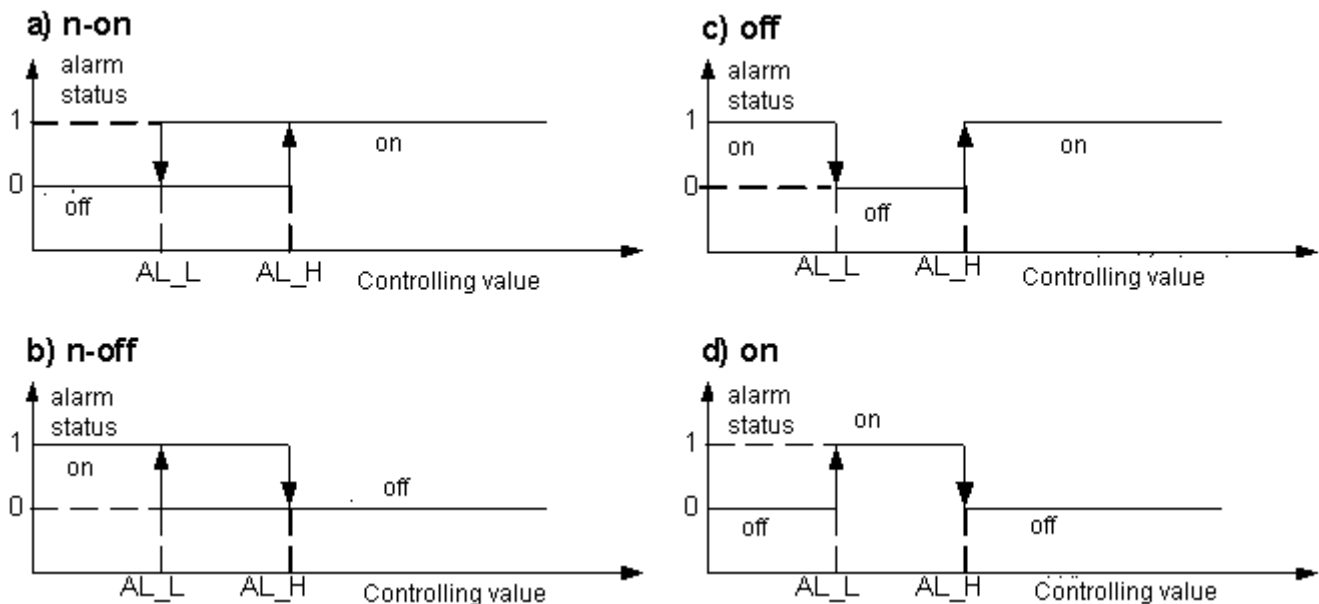 a) n-on
alarm
status
1
on
0
off
AL_L
AL_H
Controlling value
c) off
alarm
status
1
on
on
0
off
AL_L
AL_H
Controlling value
b) n-off
alarm
status
1
on
off
0
AL_L
AL_H
Controlling value
d) on
alarm
status
on
1
0
off
off
AL_L
AL_H
Controlling value